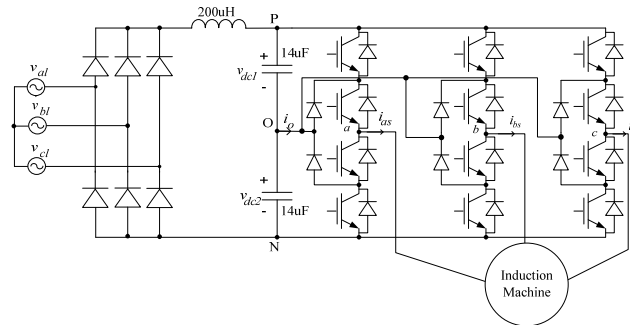 200uH
P
v_al
v_bl
v_cl
+
v_dc1
-
14uF
O
i_o
a
i_as
b
i_bs
c
+
v_dc2
-
14uF
N
Induction
Machine